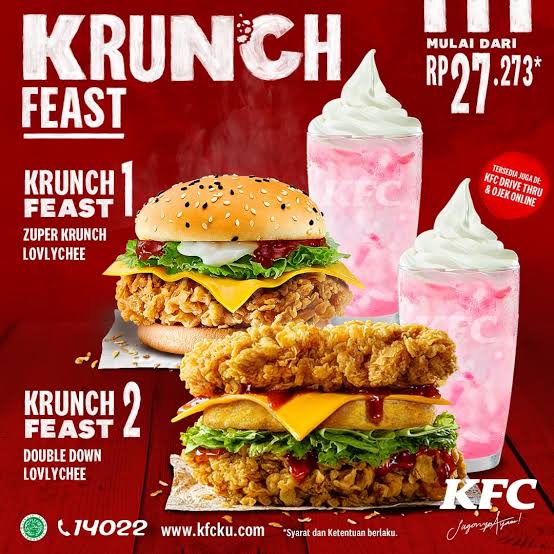 KRUNCH
FEAST
MULAI DARI
RP27.273*
KRUNCH
FEAST 1
ZUPER KRUNCH
LOVLYCHEE
TERSEDIA JUGA DI:
KFC DRIVE THRU
& OJEK ONLINE
KFC
KFC
KRUNCH
FEAST 2
DOUBLE DOWN
LOVLYCHEE
KFC
Jagonya Ayam!
14022
www.kfcku.com
*Syarat dan Ketentuan berlaku.